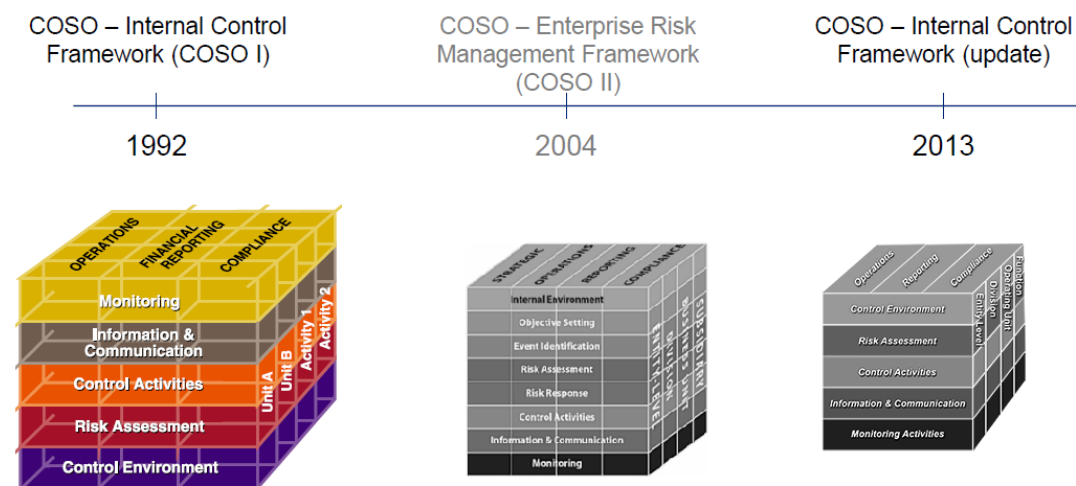 COSO – Internal Control
Framework (COSO I)
COSO – Enterprise Risk
Management Framework
(COSO II)
COSO – Internal Control
Framework (update)
1992
2004
2013
OPERATIONS
FINANCIAL
REPORTING
COMPLIANCE
Monitoring
Information &
Communication
Control Activities
Risk Assessment
Control Environment
Unit A
Unit B
Activity 1
Activity 2
STRATEGIC
OPERATIONS
REPORTING
COMPLIANCE
Internal Environment
Objective Setting
Event Identification
Risk Assessment
Risk Response
Control Activities
Information & Communication
Monitoring
ENTITY-LEVEL
DIVISION
BUSINESS UNIT
SUBSIDIARY
Operations
Reporting
Compliance
Control Environment
Risk Assessment
Control Activities
Information & Communication
Monitoring Activities
Entity Level
Division
Operating Unit
Function